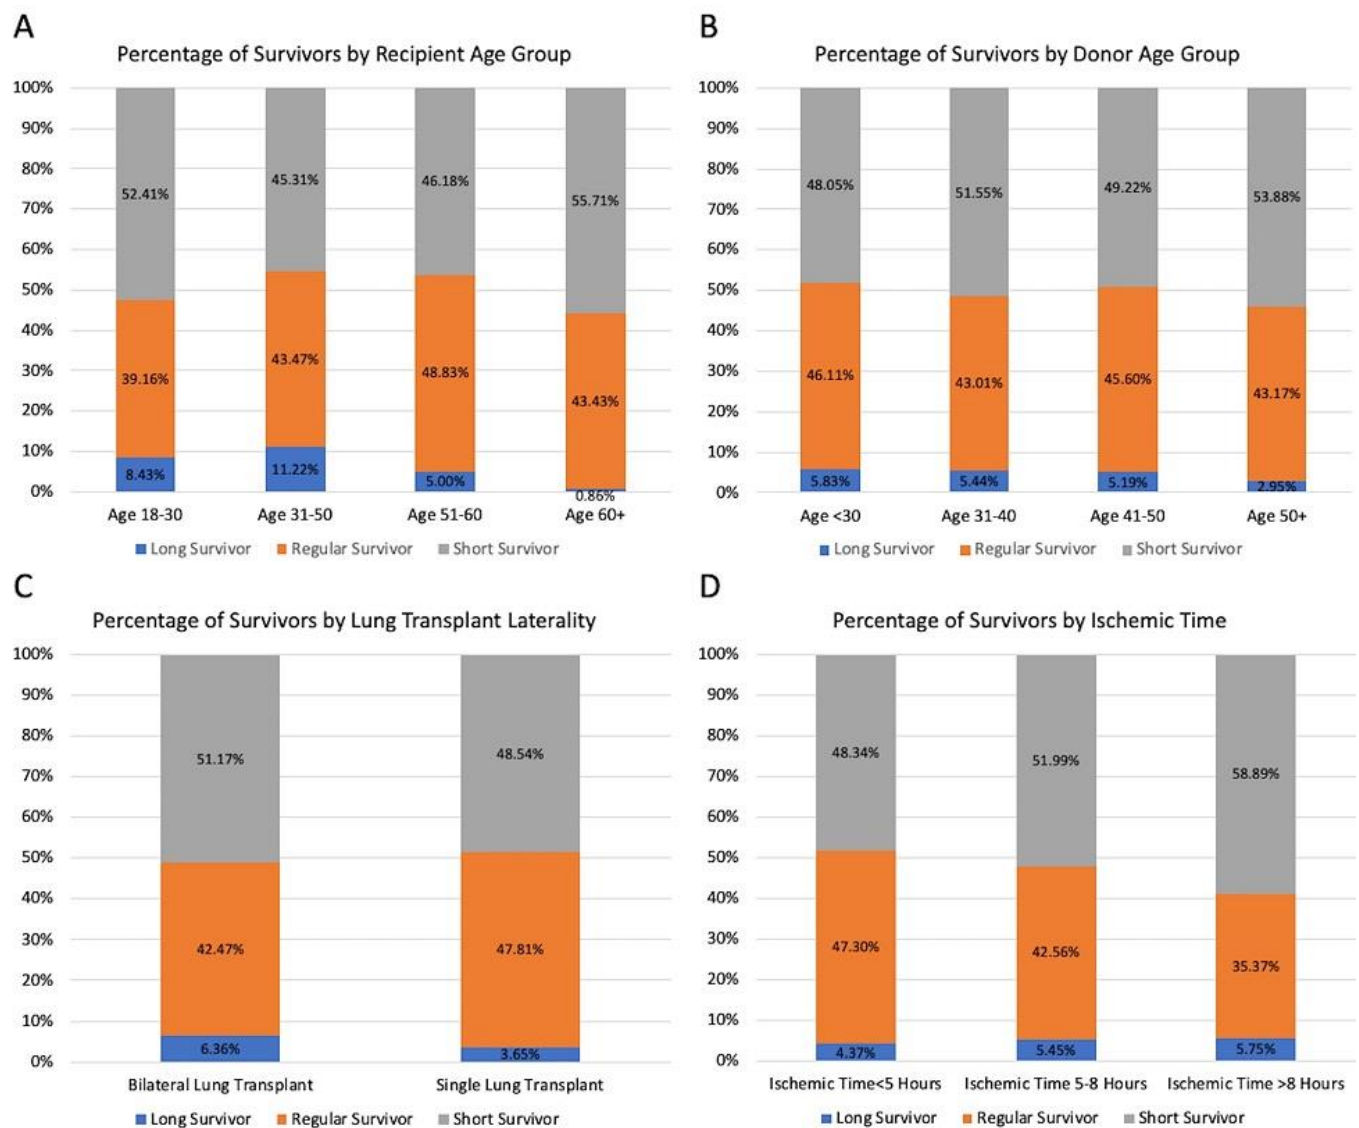 A
Percentage of Survivors by Recipient Age Group
100%
90%
80%
70%
60%
50%
40%
30%
20%
10%
0%
52.41%
45.31%
46.18%
55.71%
39.16%
43.47%
48.83%
43.43%
8.43%
11.22%
5.00%
0.86%
Age 18-30
Age 31-50
Age 51-60
Age 60+
Long Survivor
Regular Survivor
Short Survivor
B
Percentage of Survivors by Donor Age Group
100%
90%
80%
70%
60%
50%
40%
30%
20%
10%
0%
48.05%
51.55%
49.22%
53.88%
46.11%
43.01%
45.60%
43.17%
5.83%
5.44%
5.19%
2.95%
Age <30
Age 31-40
Age 41-50
Age 50+
Long Survivor
Regular Survivor
Short Survivor
C
Percentage of Survivors by Lung Transplant Laterality
100%
90%
80%
70%
60%
50%
40%
30%
20%
10%
0%
51.17%
48.54%
42.47%
47.81%
6.36%
3.65%
Bilateral Lung Transplant
Single Lung Transplant
Long Survivor
Regular Survivor
Short Survivor
D
Percentage of Survivors by Ischemic Time
100%
90%
80%
70%
60%
50%
40%
30%
20%
10%
0%
48.34%
51.99%
58.89%
47.30%
42.56%
35.37%
4.37%
5.45%
5.75%
Ischemic Time<5 Hours
Ischemic Time 5-8 Hours
Ischemic Time >8 Hours
Long Survivor
Regular Survivor
Short Survivor